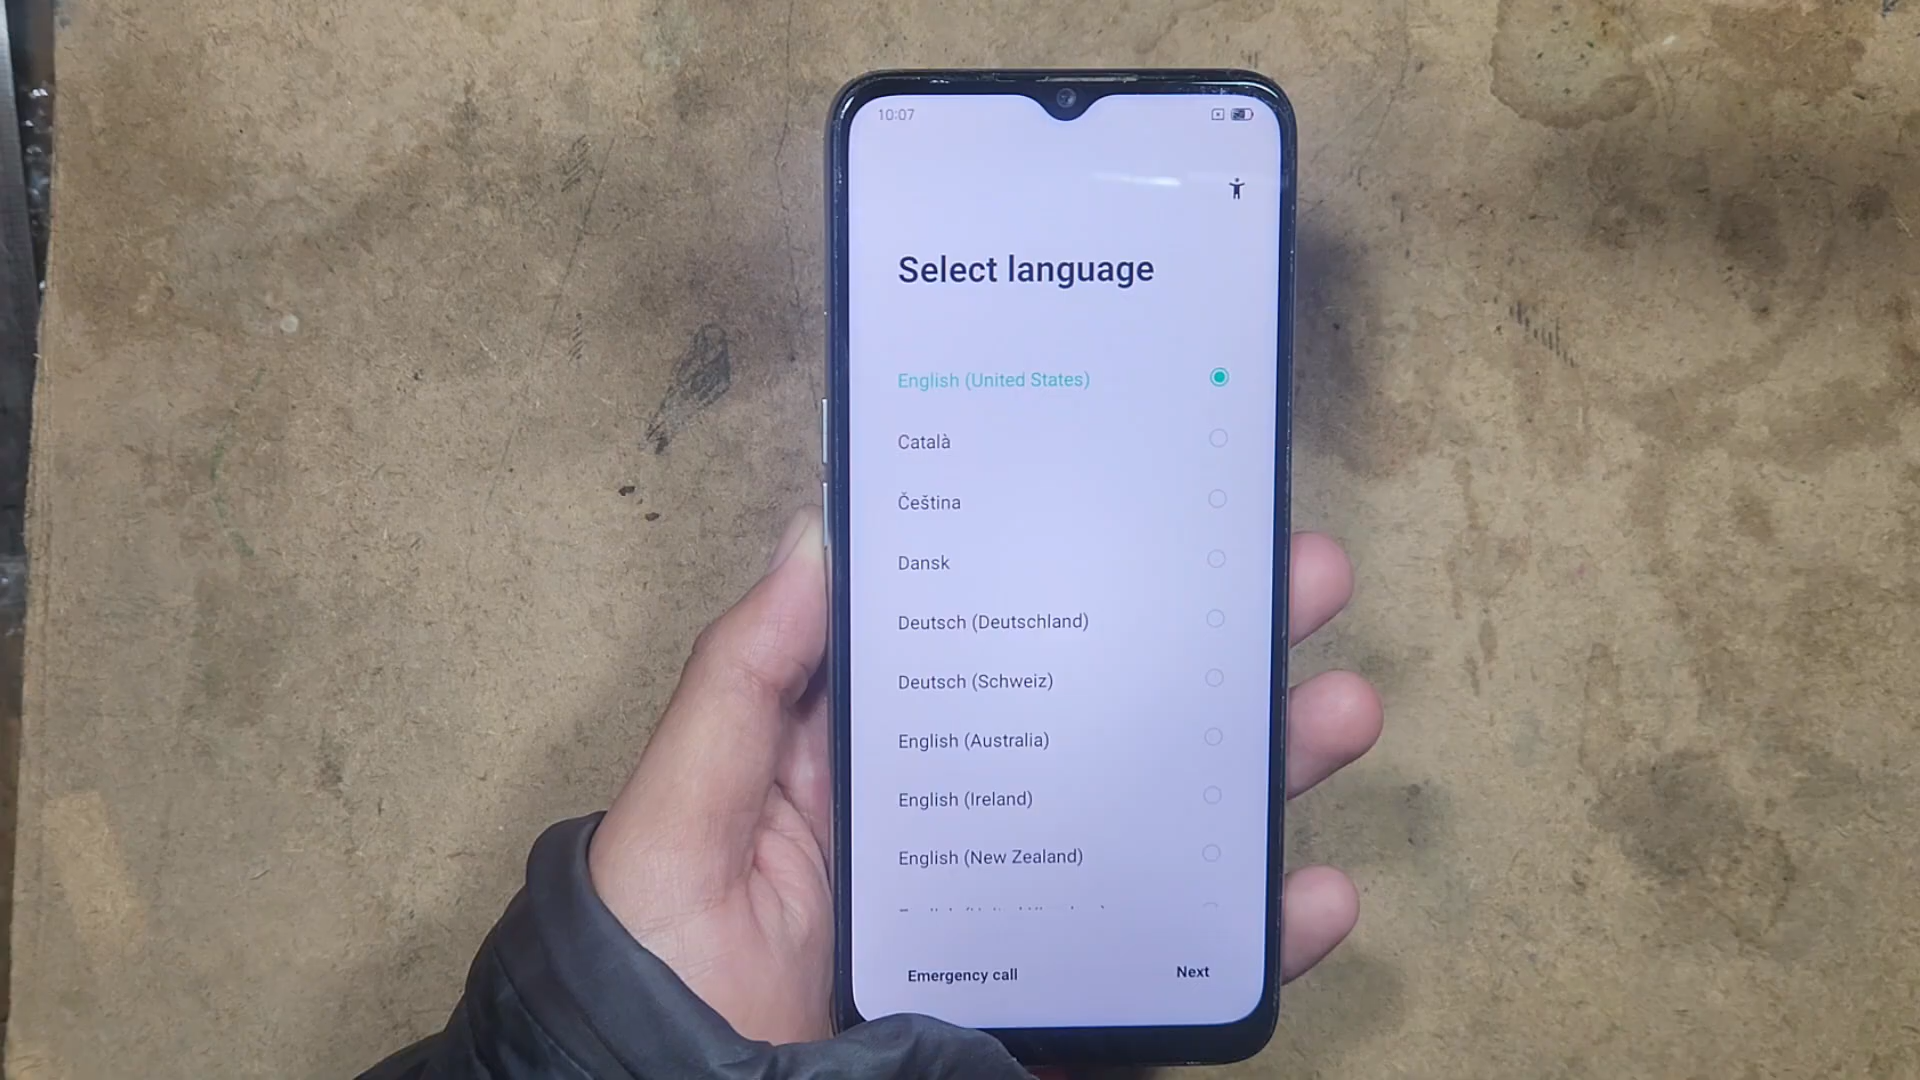 10:07
Select language
English (United States)
Català
Čeština
Dansk
Deutsch (Deutschland)
Deutsch (Schweiz)
English (Australia)
English (Ireland)
English (New Zealand)
Emergency call
Next